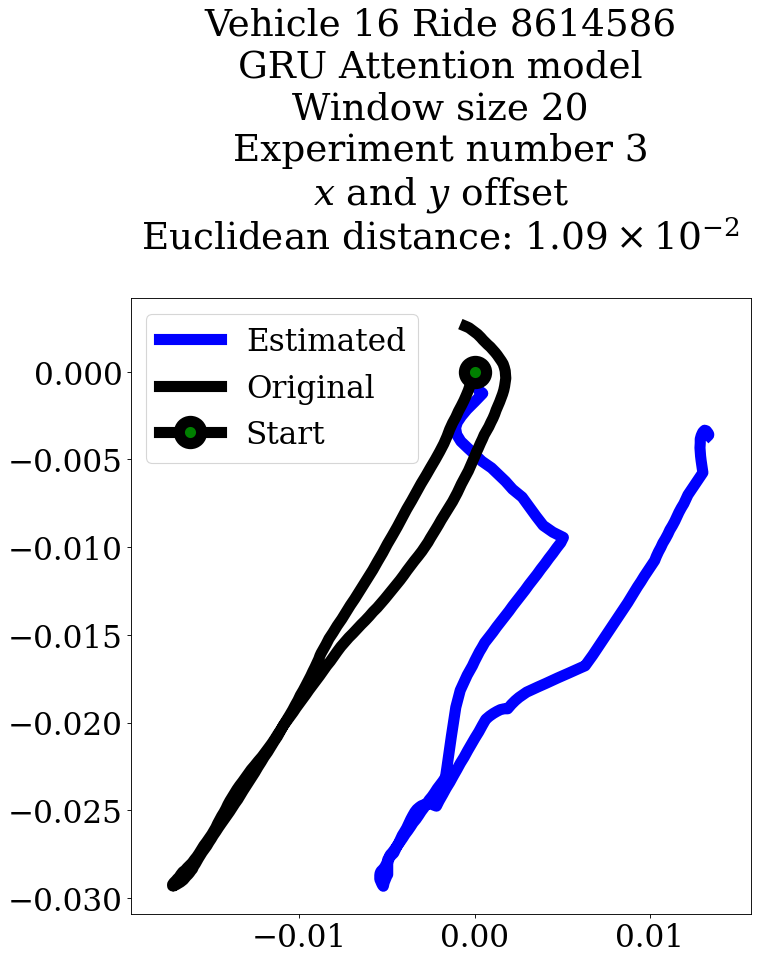 Vehicle 16 Ride 8614586
GRU Attention model
Window size 20
Experiment number 3
x and y offset
Euclidean distance: 1.09 × 10⁻²
Estimated
Original
Start
0.000
−0.005
−0.010
−0.015
−0.020
−0.025
−0.030
−0.01 0.00 0.01